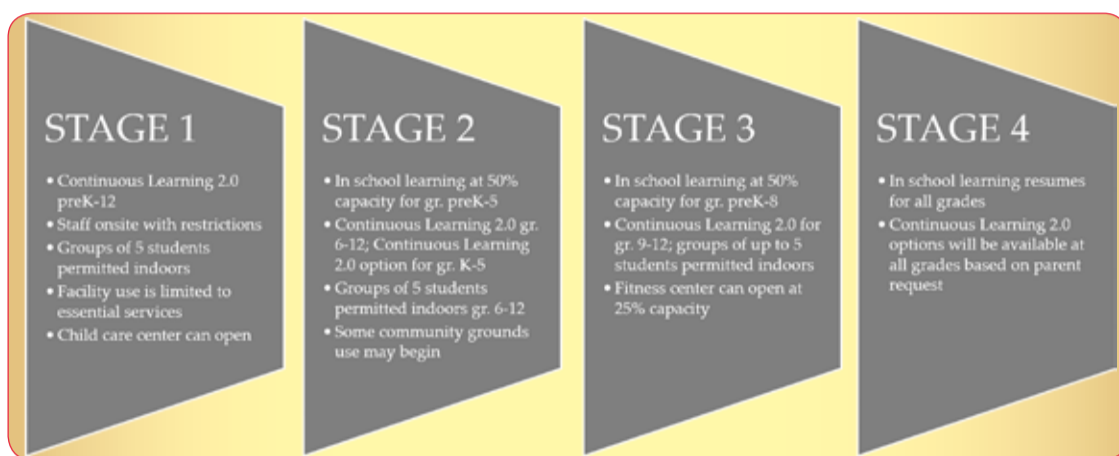 STAGE 1
• Continuous Learning 2.0
preK-12
• Staff onsite with restrictions
• Groups of 5 students
permitted indoors
• Facility use is limited to
essential services
• Child care center can open
STAGE 2
• In school learning at 50%
capacity for gr. preK-5
• Continuous Learning 2.0 gr.
6-12; Continuous Learning
2.0 option for gr. K-5
• Groups of 5 students
permitted indoors gr. 6-12
• Some community grounds
use may begin
STAGE 3
• In school learning at 50%
capacity for gr. preK-8
• Continuous Learning 2.0 for
gr. 9-12; groups of up to 5
students permitted indoors
• Fitness center can open at
25% capacity
STAGE 4
• In school learning resumes
for all grades
• Continuous Learning 2.0
options will be available at
all grades based on parent
request